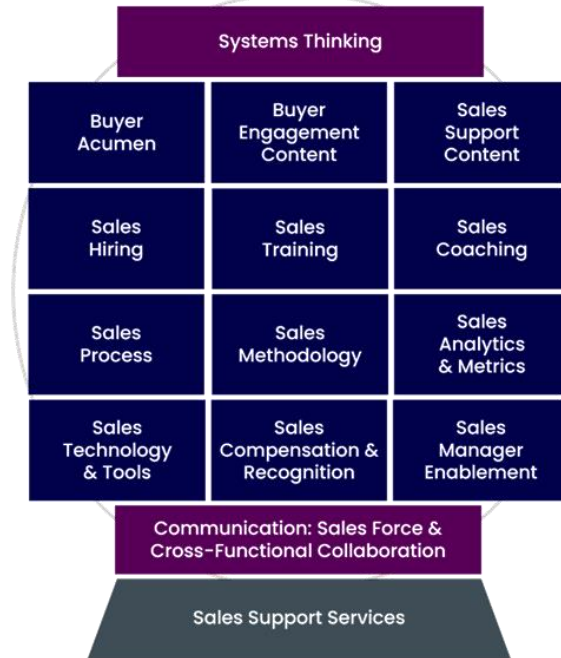 Systems Thinking
Buyer
Acumen
Buyer
Engagement
Content
Sales
Support
Content
Sales
Hiring
Sales
Training
Sales
Coaching
Sales
Process
Sales
Methodology
Sales
Analytics
& Metrics
Sales
Technology
& Tools
Sales
Compensation &
Recognition
Sales
Manager
Enablement
Communication: Sales Force &
Cross-Functional Collaboration
Sales Support Services